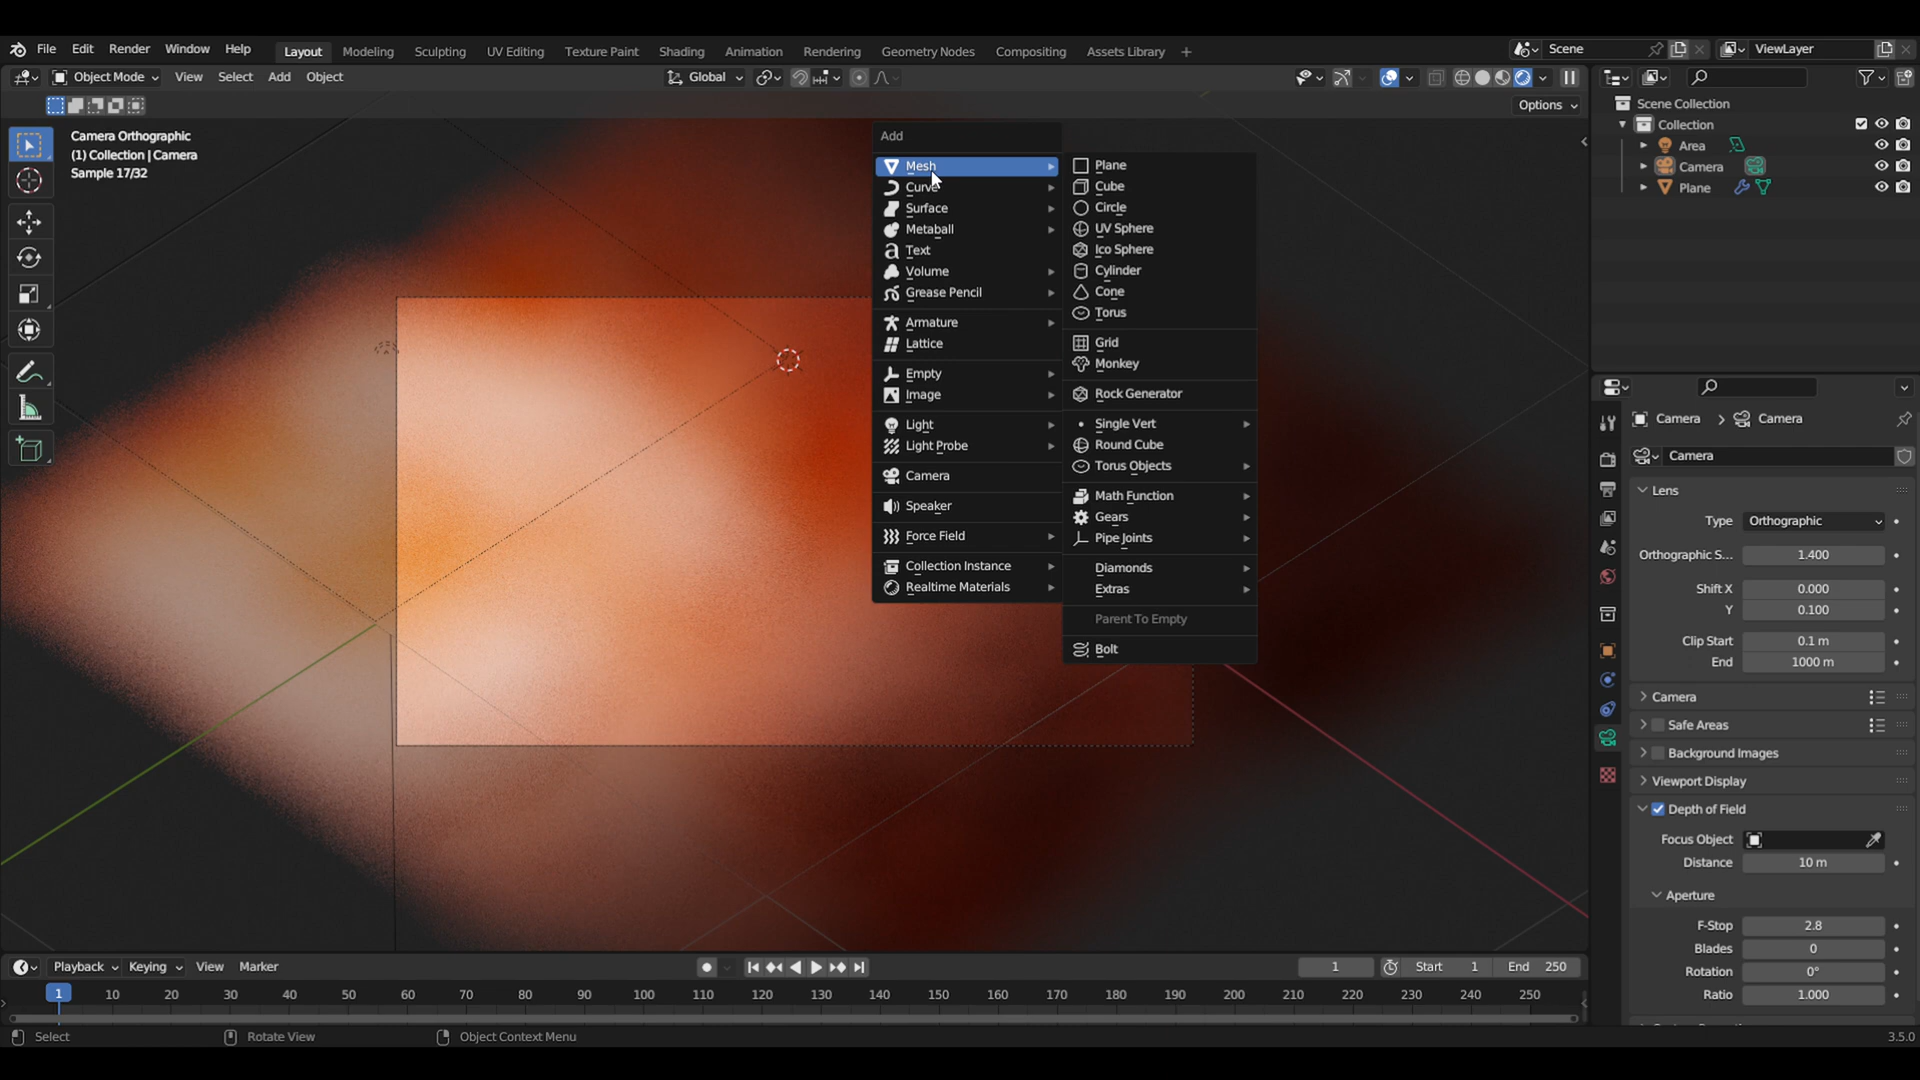 File Edit Render Window Help Layout Modeling Sculpting UV Editing Texture Paint Shading Animation Rendering Geometry Nodes Compositing Assets Library + Scene ViewLayer
Object Mode View Select Add Object Global
Options
Camera Orthographic
(1) Collection | Camera
Sample 17/32
Add
Mesh
Curve
Surface
Metaball
Text
Volume
Grease Pencil
Armature
Lattice
Empty
Image
Light
Light Probe
Camera
Speaker
Force Field
Collection Instance
Realtime Materials
Plane
Cube
Circle
UV Sphere
Ico Sphere
Cylinder
Cone
Torus
Grid
Monkey
Rock Generator
Single Vert
Round Cube
Torus Objects
Math Function
Gears
Pipe Joints
Diamonds
Extras
Parent To Empty
Bolt
Scene Collection
Collection
Area
Camera
Plane
Camera > Camera
Camera
Lens
Type Orthographic
Orthographic S... 1.400
Shift X 0.000
Y 0.100
Clip Start 0.1 m
End 1000 m
Camera
Safe Areas
Background Images
Viewport Display
Depth of Field
Focus Object
Distance 10 m
Aperture
F-Stop 2.8
Blades 0
Rotation 0°
Ratio 1.000
Playback Keying View Marker 1 Start 1 End 250
1 10 20 30 40 50 60 70 80 90 100 110 120 130 140 150 160 170 180 190 200 210 220 230 240 250
Select Rotate View Object Context Menu 3.5.0